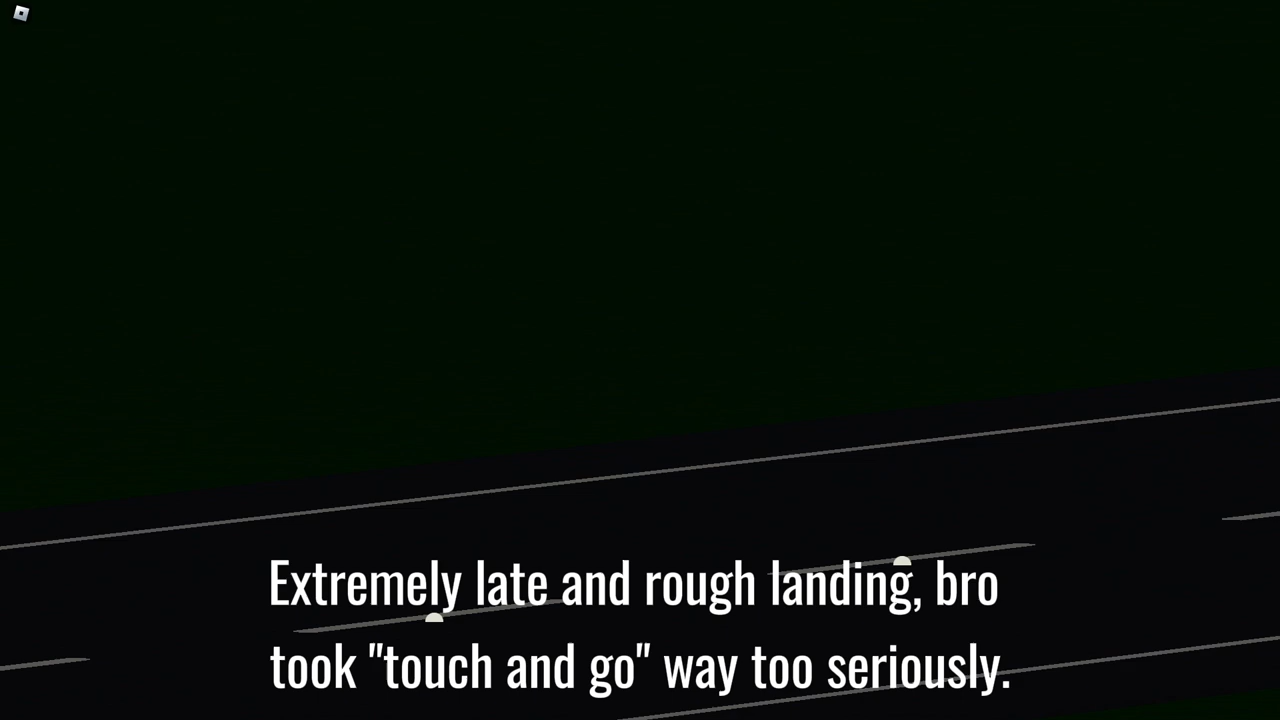 Extremely late and rough landing, bro
took "touch and go" way too seriously.